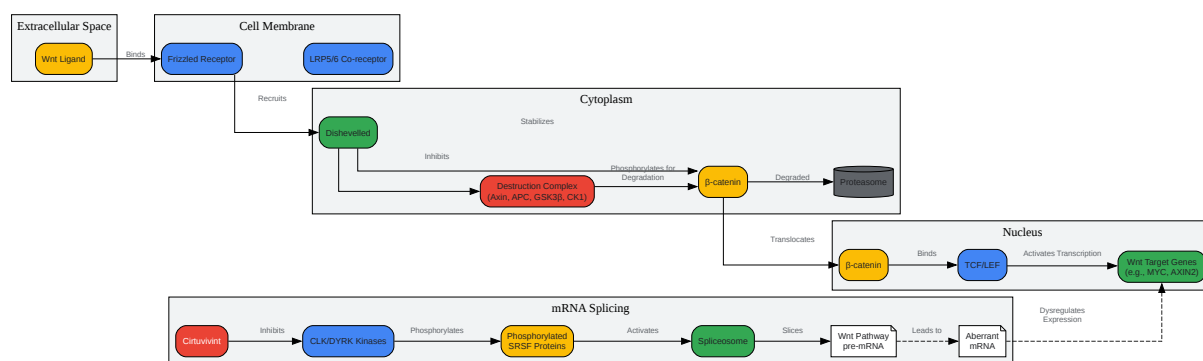 Extracellular Space
Cell Membrane
Wnt Ligand
Binds
Frizzled Receptor
LRP5/6 Co-receptor
Recruits
Cytoplasm
Stabilizes
Dishevelled
Inhibits
Phosphorylates for
Degradation
Destruction Complex
(Axin, APC, GSK3β, CK1)
β-catenin
Degraded
Proteasome
Translocates
Nucleus
β-catenin
Binds
TCF/LEF
Activates Transcription
Wnt Target Genes
(e.g., MYC, AXIN2)
mRNA Splicing
Dysregulates
Expression
Cirtuvivint
Inhibits
CLK/DYRK Kinases
Phosphorylates
Phosphorylated
SRSF Proteins
Activates
Spliceosome
Slices
Wnt Pathway
pre-mRNA
Leads to
Aberrant
mRNA